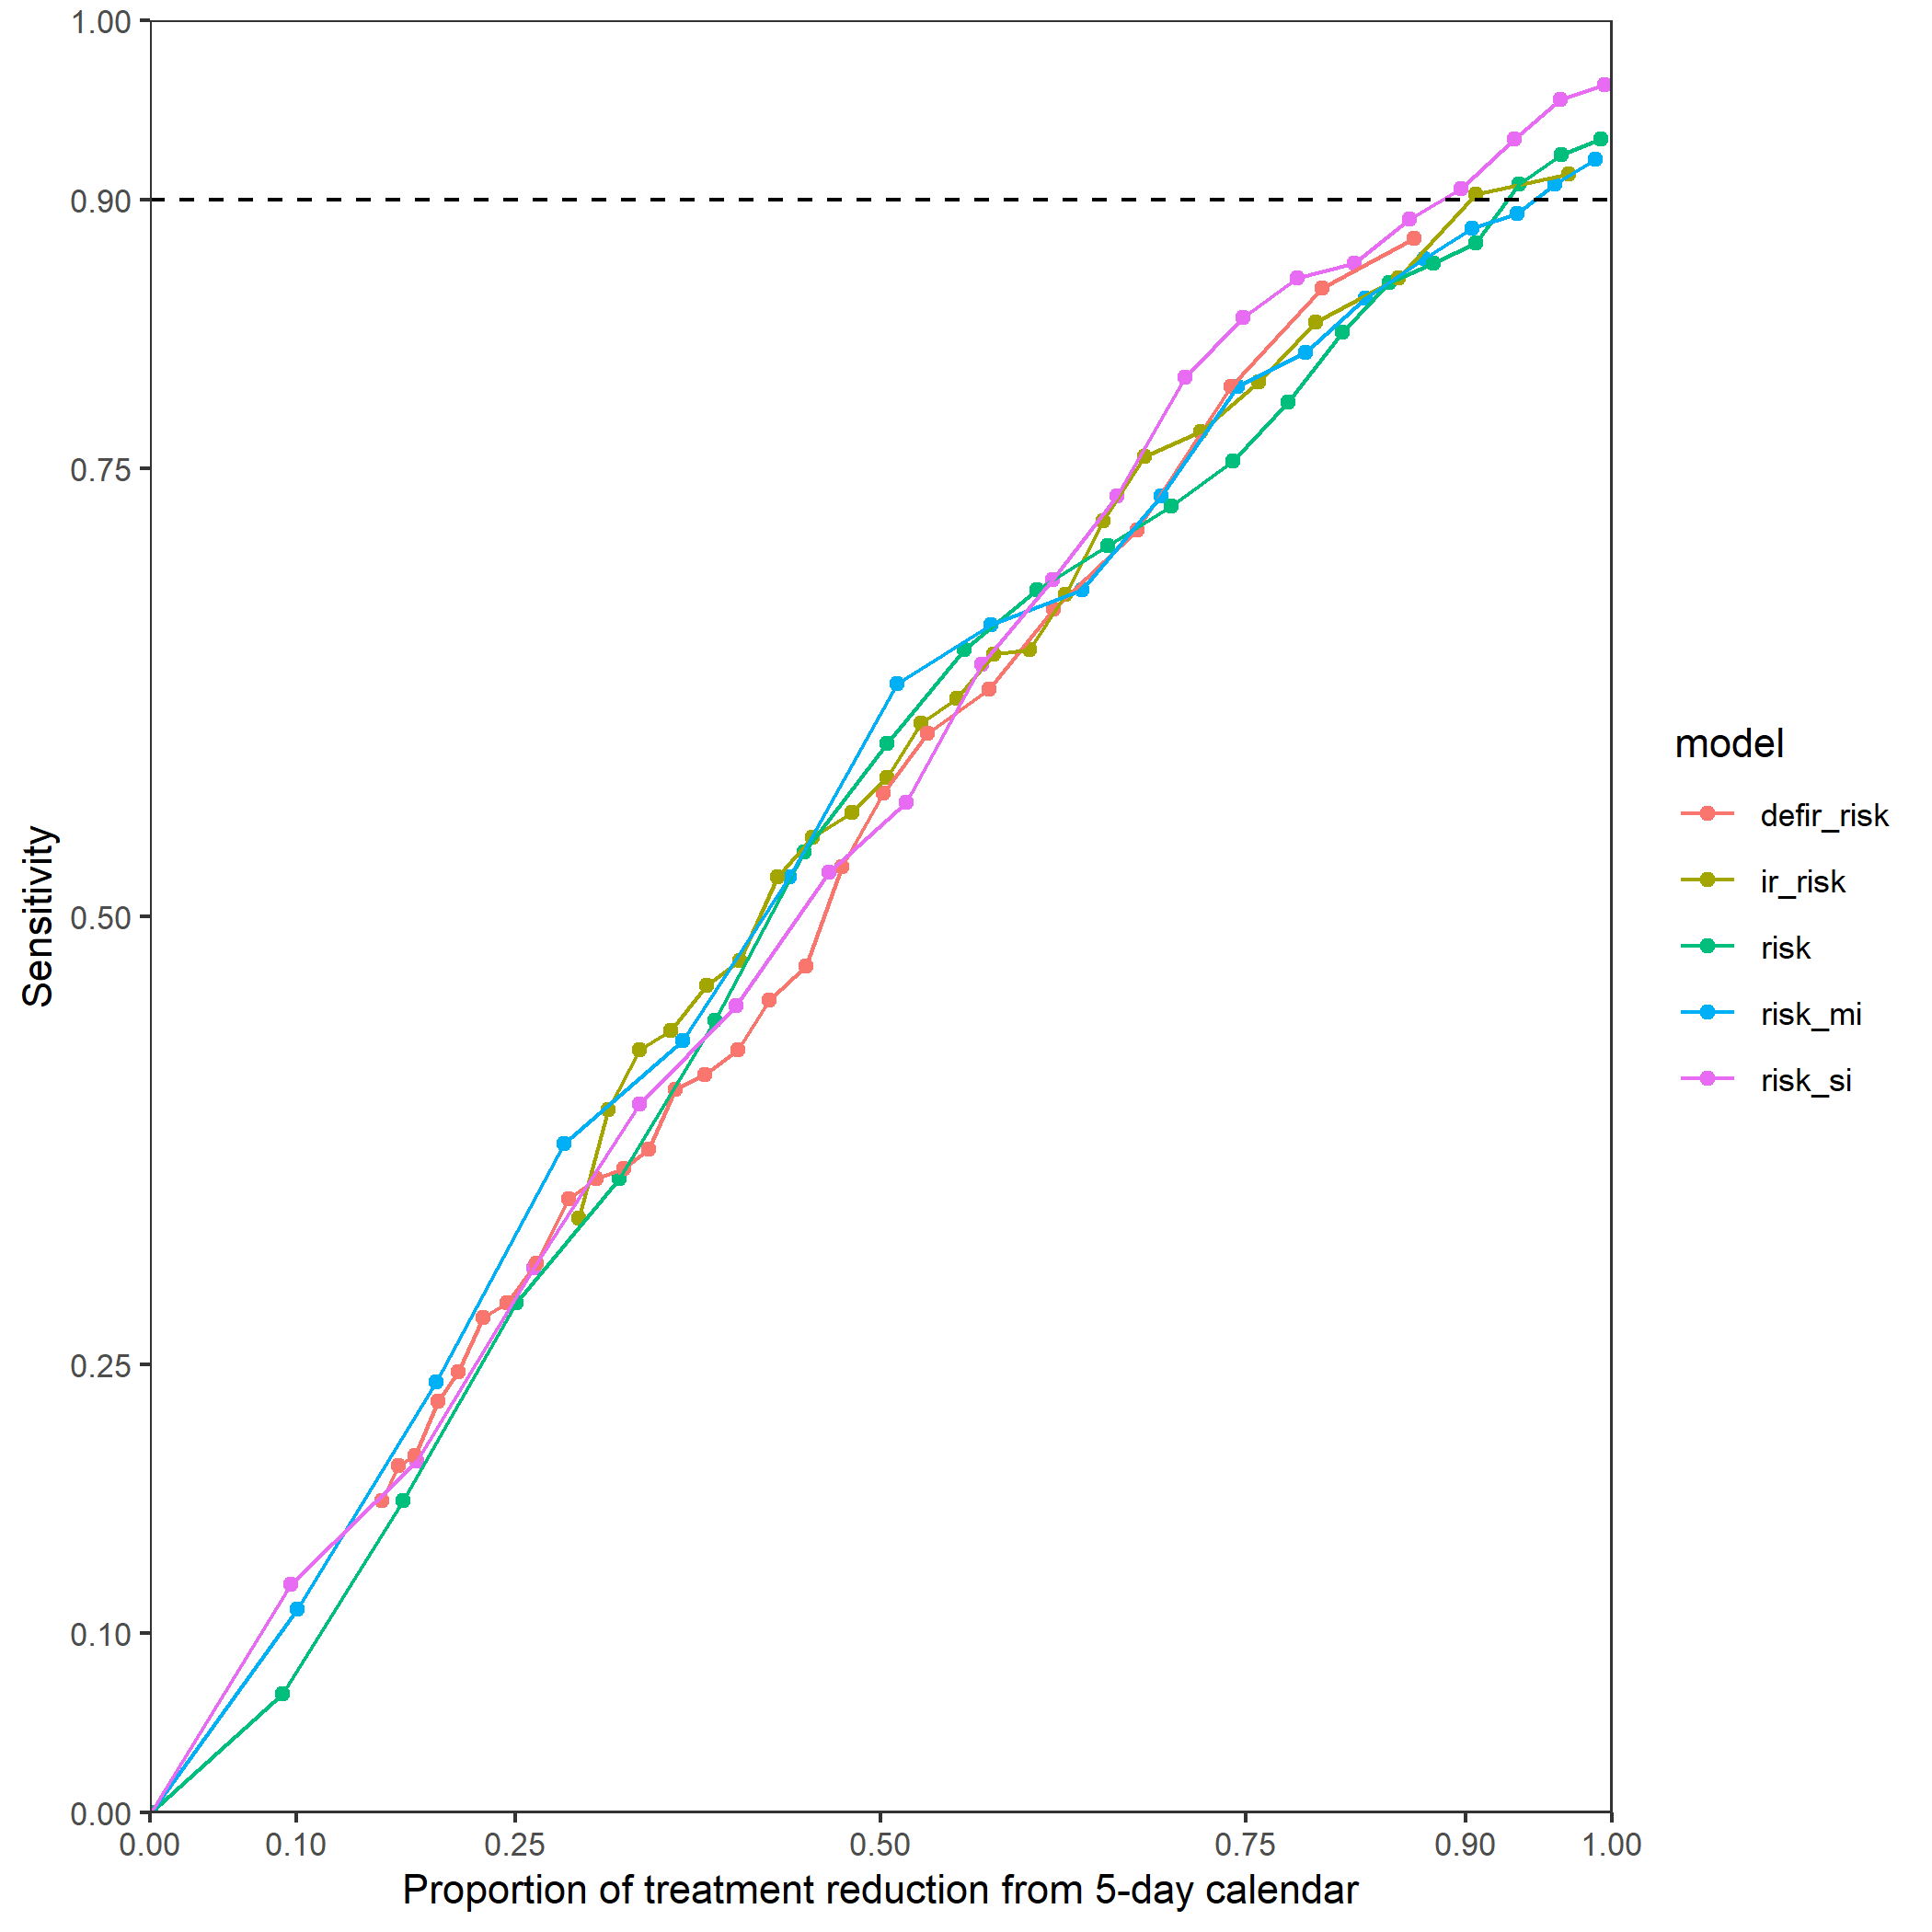 1.00
0.90
0.75
0.50
0.25
0.10
0.00
Sensitivity
0.00 0.10 0.25 0.50 0.75 0.90 1.00
Proportion of treatment reduction from 5-day calendar
model
defir_risk
ir_risk
risk
risk_mi
risk_si